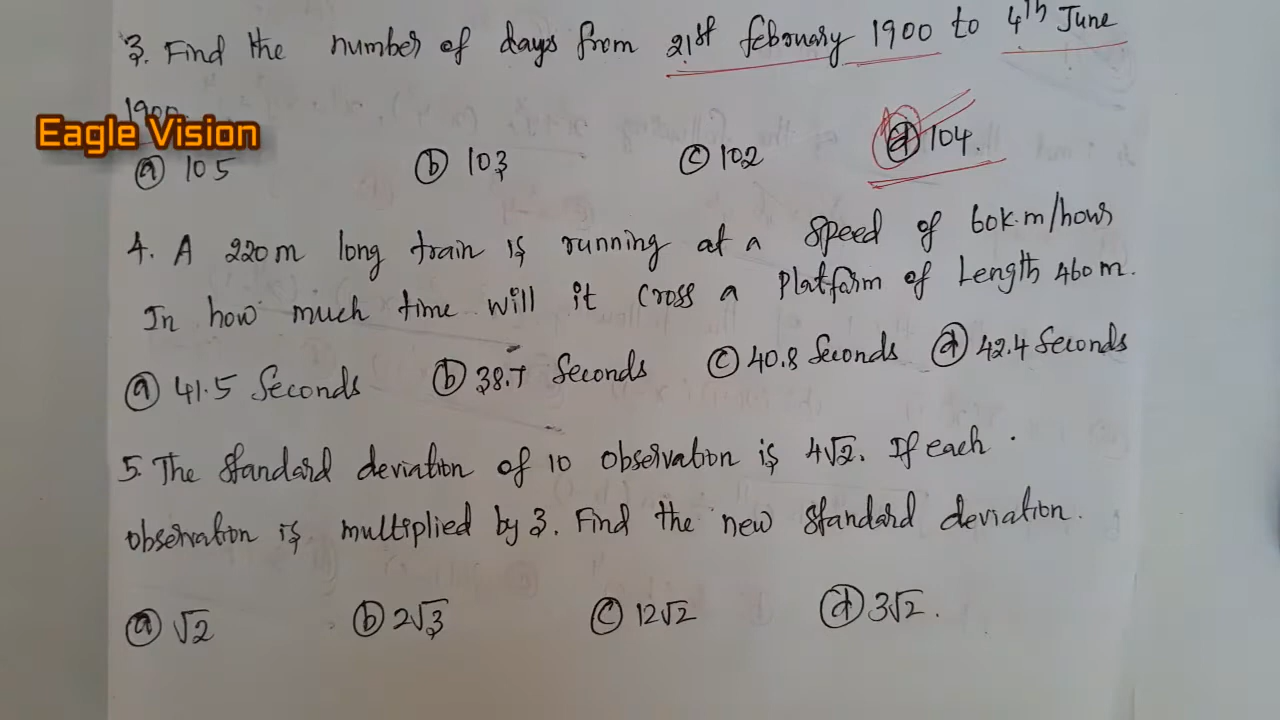 3. Find the number of days from 21st february 1900 to 4th June
1900
Eagle Vision
ⓐ 105 ⓑ 103 ⓒ 102 ⓓ 104.
4. A 220m long train is running at a speed of 60k.m/hours
In how much time will it cross a platform of Length 460m.
ⓐ 41.5 Seconds ⓑ 38.7 Seconds ⓒ 40.8 Seconds ⓓ 42.4 Seconds
5. The standard deviation of 10 observation is 4√2. If each
observation is multiplied by 3. Find the new standard deviation.
ⓐ √2 ⓑ 2√3 ⓒ 12√2 ⓓ 3√2.